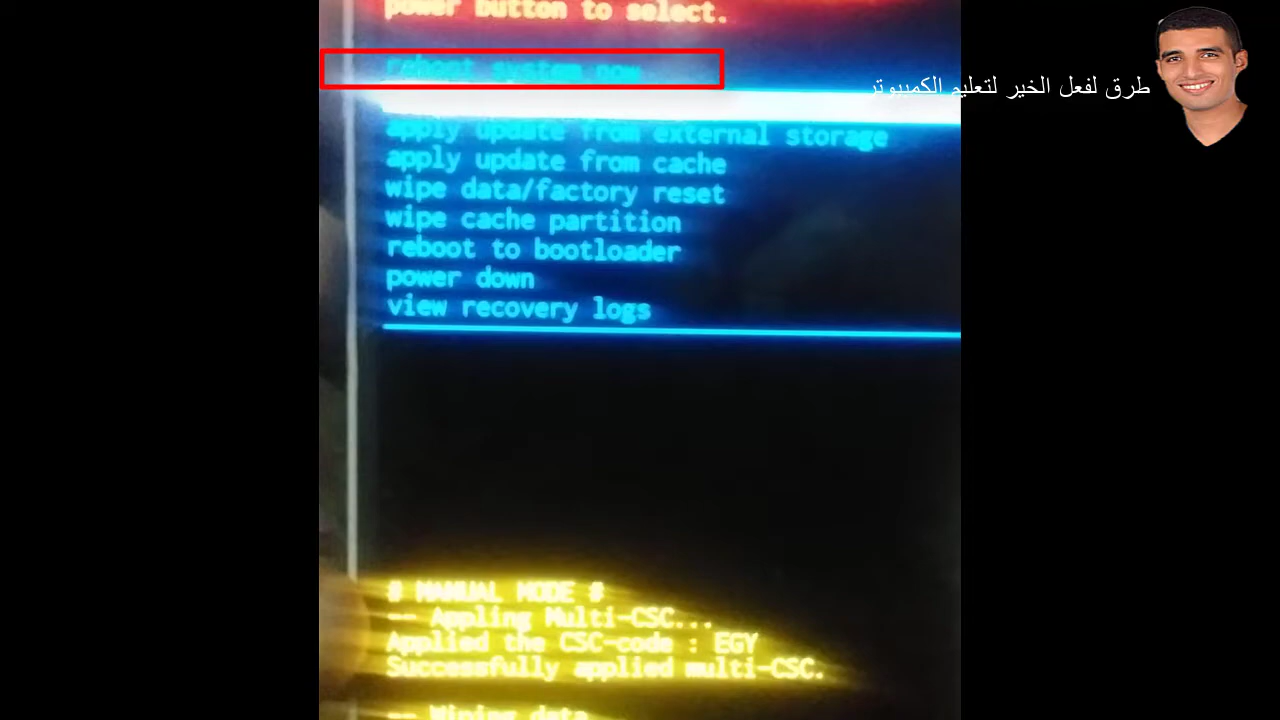 power button to select.
reboot system now
طرق لفعل الخير لتعليم الكمبيوتر
apply update from external storage
apply update from cache
wipe data/factory reset
wipe cache partition
reboot to bootloader
power down
view recovery logs
# MANUAL MODE #
-- Appling Multi-CSC...
Applied the CSC-code : EGY
Successfully applied multi-CSC.
-- Wiping data